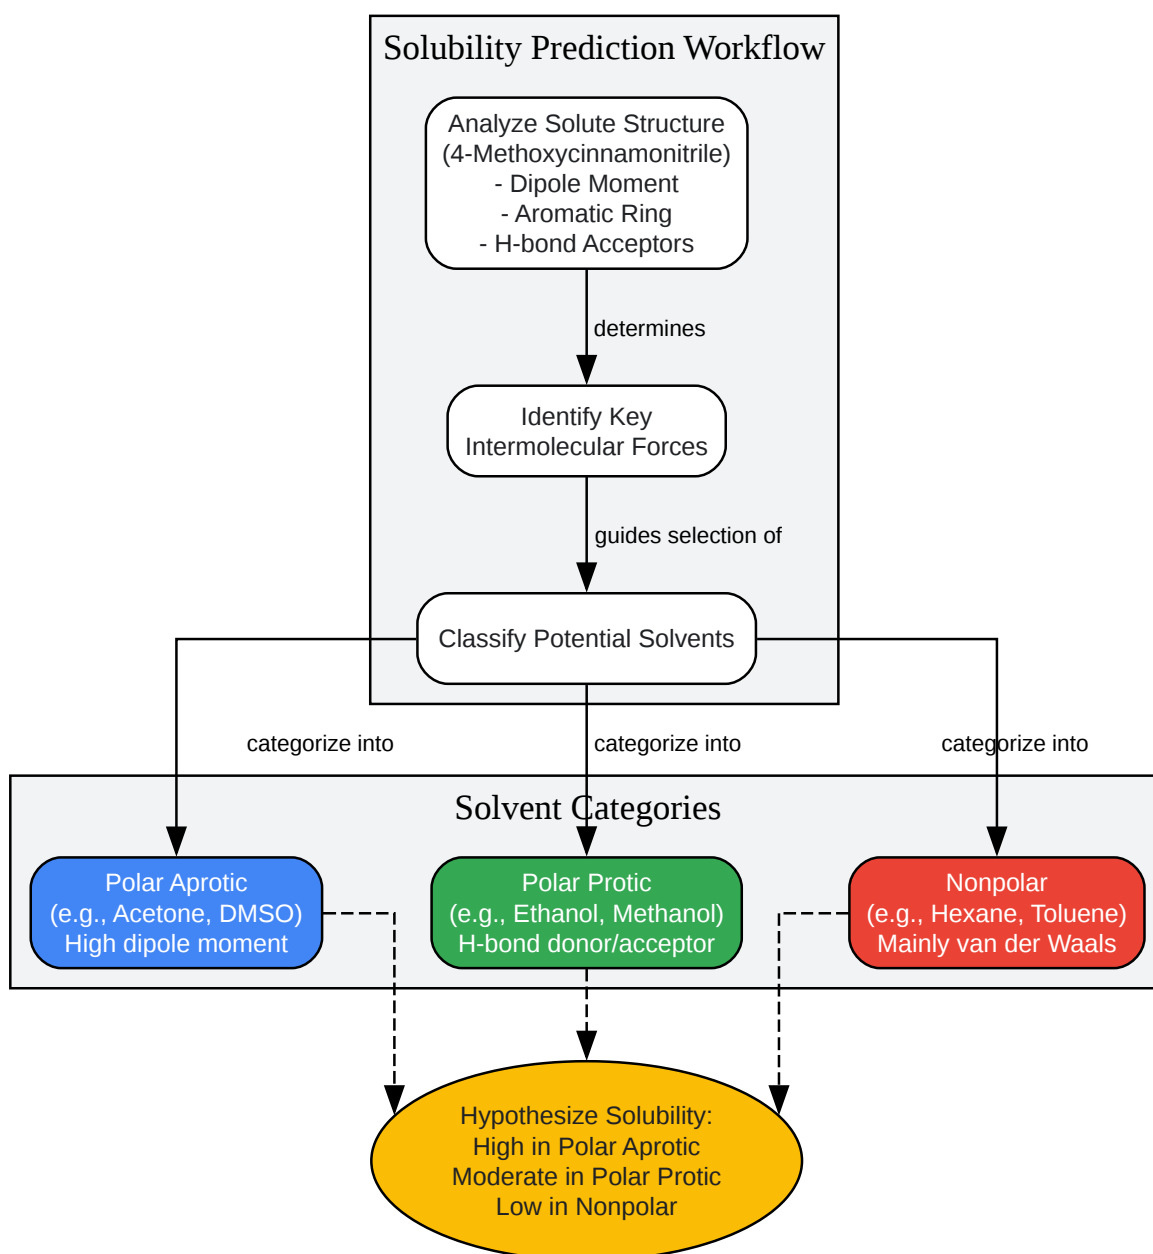 Solubility Prediction Workflow
Analyze Solute Structure
(4-Methoxycinnamonitrile)
- Dipole Moment
- Aromatic Ring
- H-bond Acceptors
determines
Identify Key
Intermolecular Forces
guides selection of
Classify Potential Solvents
categorize into
categorize into
categorize into
Solvent Categories
Polar Aprotic
(e.g., Acetone, DMSO)
High dipole moment
Polar Protic
(e.g., Ethanol, Methanol)
H-bond donor/acceptor
Nonpolar
(e.g., Hexane, Toluene)
Mainly van der Waals
Hypothesize Solubility:
High in Polar Aprotic
Moderate in Polar Protic
Low in Nonpolar